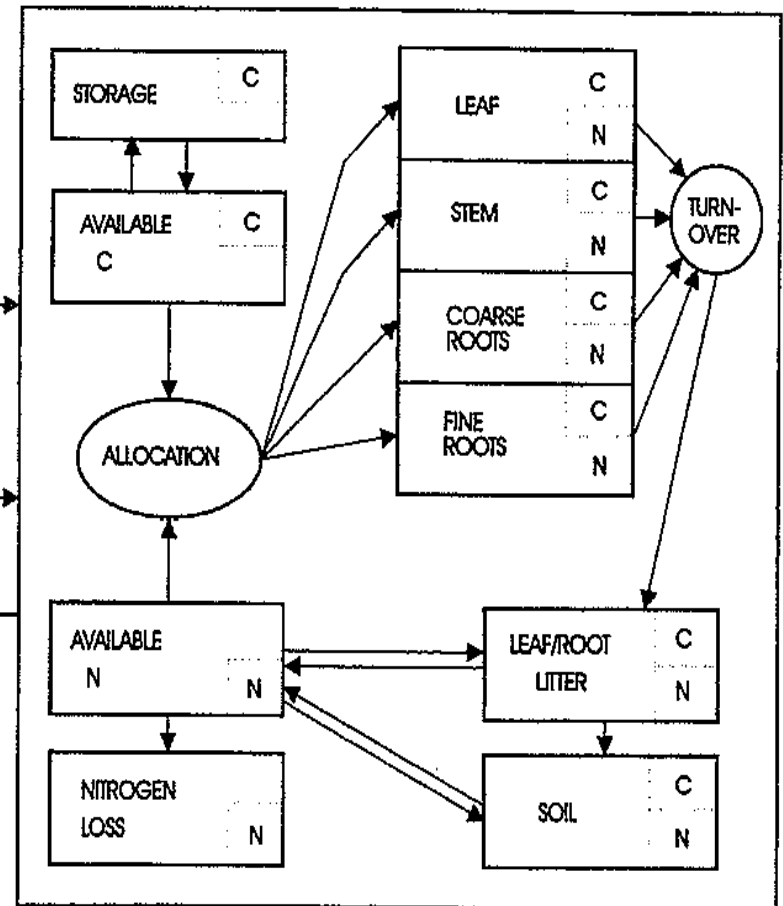 STORAGE
C
AVAILABLE
C
C
ALLOCATION
AVAILABLE
N
N
NITROGEN
LOSS
N
LEAF
C
N
STEM
C
N
COARSE
ROOTS
C
N
FINE
ROOTS
C
N
TURN-
OVER
LEAF/ROOT
LITTER
C
N
SOIL
C
N